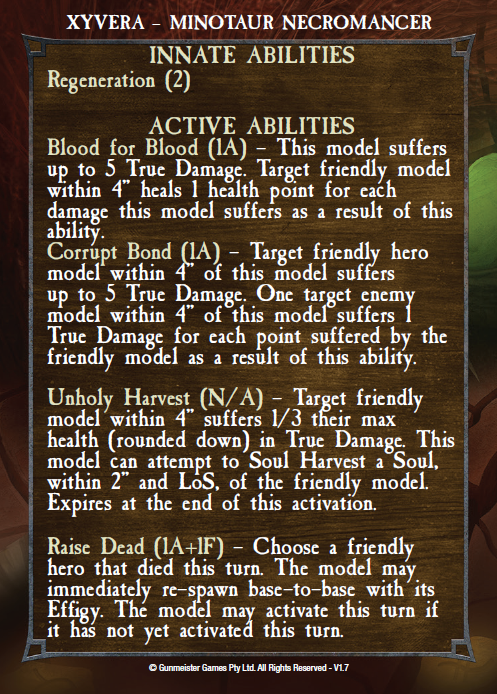 XYVERA – MINOTAUR NECROMANCER
INNATE ABILITIES
Regeneration (2)
ACTIVE ABILITIES
Blood for Blood (1A) – This model suffers
up to 5 True Damage. Target friendly model
within 4” heals 1 health point for each
damage this model suffers as a result of this
ability.
Corrupt Bond (1A) – Target friendly hero
model within 4” of this model suffers
up to 5 True Damage. One target enemy
model within 4” of this model suffers 1
True Damage for each point suffered by the
friendly model as a result of this ability.
Unholy Harvest (N/A) – Target friendly
model within 4” suffers 1/3 their max
health (rounded down) in True Damage. This
model can attempt to Soul Harvest a Soul,
within 2” and LoS, of the friendly model.
Expires at the end of this activation.
Raise Dead (1A+1F) – Choose a friendly
hero that died this turn. The model may
immediately re-spawn base-to-base with its
Effigy. The model may activate this turn if
it has not yet activated this turn.
© Gunmeister Games Pty Ltd. All Rights Reserved - V1.7